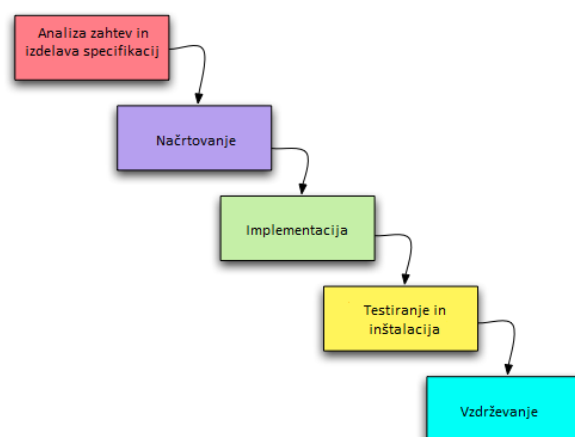 Analiza zahtev in
izdelava specifikacij
Načrtovanje
Implementacija
Testiranje in
inštalacija
Vzdrževanje